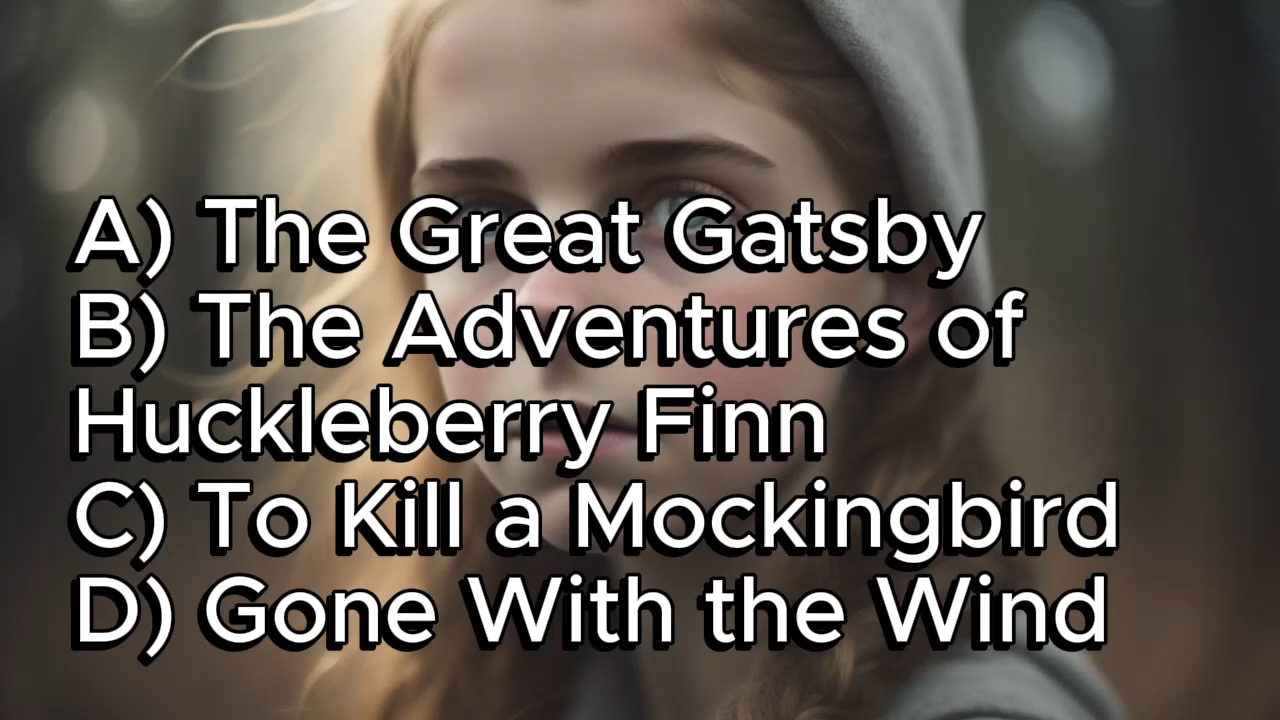 A) The Great Gatsby
B) The Adventures of
Huckleberry Finn
C) To Kill a Mockingbird
D) Gone With the Wind